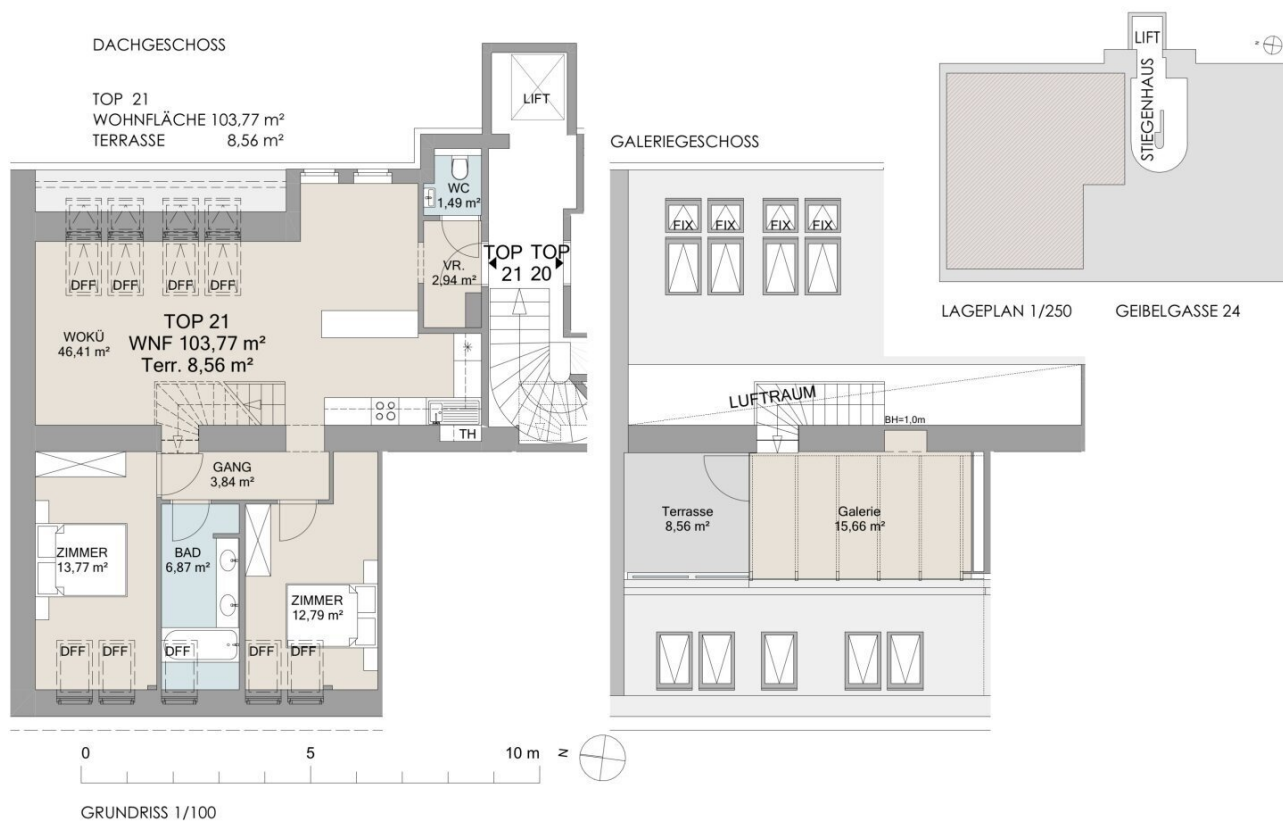 DACHGESCHOSS
TOP 21
WOHNFLÄCHE 103,77 m²
TERRASSE 8,56 m²
LIFT
WC
1,49 m²
VR.
2,94 m²
TOP TOP
21 20
DFF DFF DFF DFF
WOKÜ
46,41 m²
TOP 21
WNF 103,77 m²
Terr. 8,56 m²
TH
GANG
3,84 m²
ZIMMER
13,77 m²
BAD
6,87 m²
ZIMMER
12,79 m²
DFF DFF DFF DFF DFF
0 5 10 m
N
GRUNDRISS 1/100
GALERIEGESCHOSS
FIX FIX FIX FIX
LUFTRAUM
BH=1,0m
Terrasse
8,56 m²
Galerie
15,66 m²
LIFT
STIEGENHAUS
N
LAGEPLAN 1/250 GEIBELGASSE 24